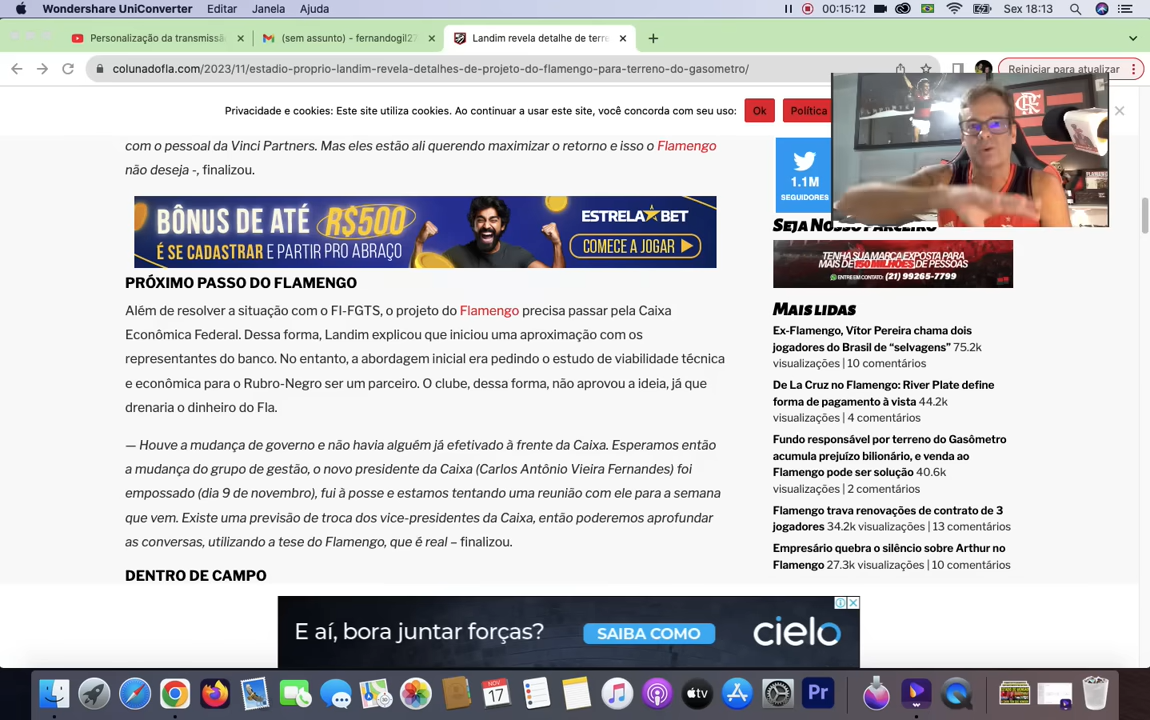 Wondershare UniConverter Editar Janela Ajuda 00:15:12 Sex 18:13
Personalização da transmissã × (sem assunto) - fernandogil2 × Landim revela detalhe de terre × +
colunadofla.com/2023/11/estadio-proprio-landim-revela-detalhes-de-projeto-do-flamengo-para-terreno-do-gasometro/ Reiniciar para atualizar
Privacidade e cookies: Este site utiliza cookies. Ao continuar a usar este site, você concorda com seu uso: Ok Política
com o pessoal da Vinci Partners. Mas eles estão ali querendo maximizar o retorno e isso o Flamengo
não deseja -, finalizou.
BÔNUS DE ATÉ R$500
É SE CADASTRAR E PARTIR PRO ABRAÇO
ESTRELABET
COMECE A JOGAR
PRÓXIMO PASSO DO FLAMENGO
Além de resolver a situação com o FI-FGTS, o projeto do Flamengo precisa passar pela Caixa
Econômica Federal. Dessa forma, Landim explicou que iniciou uma aproximação com os
representantes do banco. No entanto, a abordagem inicial era pedindo o estudo de viabilidade técnica
e econômica para o Rubro-Negro ser um parceiro. O clube, dessa forma, não aprovou a ideia, já que
drenaria o dinheiro do Fla.
— Houve a mudança de governo e não havia alguém já efetivado à frente da Caixa. Esperamos então
a mudança do grupo de gestão, o novo presidente da Caixa (Carlos Antônio Vieira Fernandes) foi
empossado (dia 9 de novembro), fui à posse e estamos tentando uma reunião com ele para a semana
que vem. Existe uma previsão de troca dos vice-presidentes da Caixa, então poderemos aprofundar
as conversas, utilizando a tese do Flamengo, que é real – finalizou.
DENTRO DE CAMPO
1.1M
SEGUIDORES
SEJA NOSSO PARCEIRO
TENHA SUA MARCA EXPOSTA PARA
MAIS DE 150 MILHÕES DE PESSOAS
ENTRE EM CONTATO: (21) 99265-7799
MAIS LIDAS
Ex-Flamengo, Vítor Pereira chama dois
jogadores do Brasil de “selvagens” 75.2k
visualizações | 10 comentários
De La Cruz no Flamengo: River Plate define
forma de pagamento à vista 44.2k
visualizações | 4 comentários
Fundo responsável por terreno do Gasômetro
acumula prejuízo bilionário, e venda ao
Flamengo pode ser solução 40.6k
visualizações | 2 comentários
Flamengo trava renovações de contrato de 3
jogadores 34.2k visualizações | 13 comentários
Empresário quebra o silêncio sobre Arthur no
Flamengo 27.3k visualizações | 10 comentários
E aí, bora juntar forças? SAIBA COMO cielo
NOV
17
tv
Pr